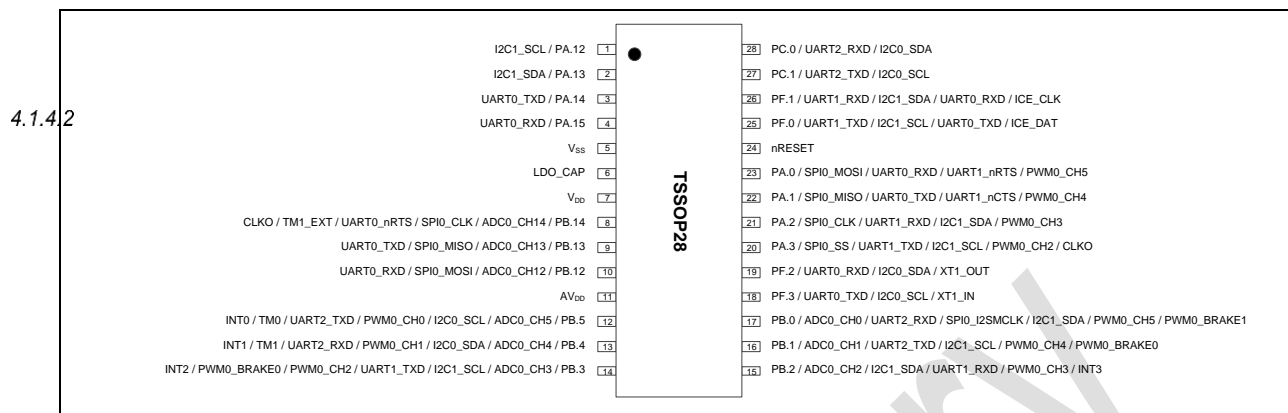 4.1.4.2
I2C1_SCL / PA.12 1
I2C1_SDA / PA.13 2
UART0_TXD / PA.14 3
UART0_RXD / PA.15 4
VSS 5
LDO_CAP 6
VDD 7
CLKO / TM1_EXT / UART0_nRTS / SPI0_CLK / ADC0_CH14 / PB.14 8
UART0_TXD / SPI0_MISO / ADC0_CH13 / PB.13 9
UART0_RXD / SPI0_MOSI / ADC0_CH12 / PB.12 10
AVDD 11
INT0 / TM0 / UART2_TXD / PWM0_CH0 / I2C0_SCL / ADC0_CH5 / PB.5 12
INT1 / TM1 / UART2_RXD / PWM0_CH1 / I2C0_SDA / ADC0_CH4 / PB.4 13
INT2 / PWM0_BRAKE0 / PWM0_CH2 / UART1_TXD / I2C1_SCL / ADC0_CH3 / PB.3 14
TSSOP28
28 PC.0 / UART2_RXD / I2C0_SDA
27 PC.1 / UART2_TXD / I2C0_SCL
26 PF.1 / UART1_RXD / I2C1_SDA / UART0_RXD / ICE_CLK
25 PF.0 / UART1_TXD / I2C1_SCL / UART0_TXD / ICE_DAT
24 nRESET
23 PA.0 / SPI0_MOSI / UART0_RXD / UART1_nRTS / PWM0_CH5
22 PA.1 / SPI0_MISO / UART0_TXD / UART1_nCTS / PWM0_CH4
21 PA.2 / SPI0_CLK / UART1_RXD / I2C1_SDA / PWM0_CH3
20 PA.3 / SPI0_SS / UART1_TXD / I2C1_SCL / PWM0_CH2 / CLKO
19 PF.2 / UART0_RXD / I2C0_SDA / XT1_OUT
18 PF.3 / UART0_TXD / I2C0_SCL / XT1_IN
17 PB.0 / ADC0_CH0 / UART2_RXD / SPI0_I2SMCLK / I2C1_SDA / PWM0_CH5 / PWM0_BRAKE1
16 PB.1 / ADC0_CH1 / UART2_TXD / I2C1_SCL / PWM0_CH4 / PWM0_BRAKE0
15 PB.2 / ADC0_CH2 / I2C1_SDA / UART1_RXD / PWM0_CH3 / INT3